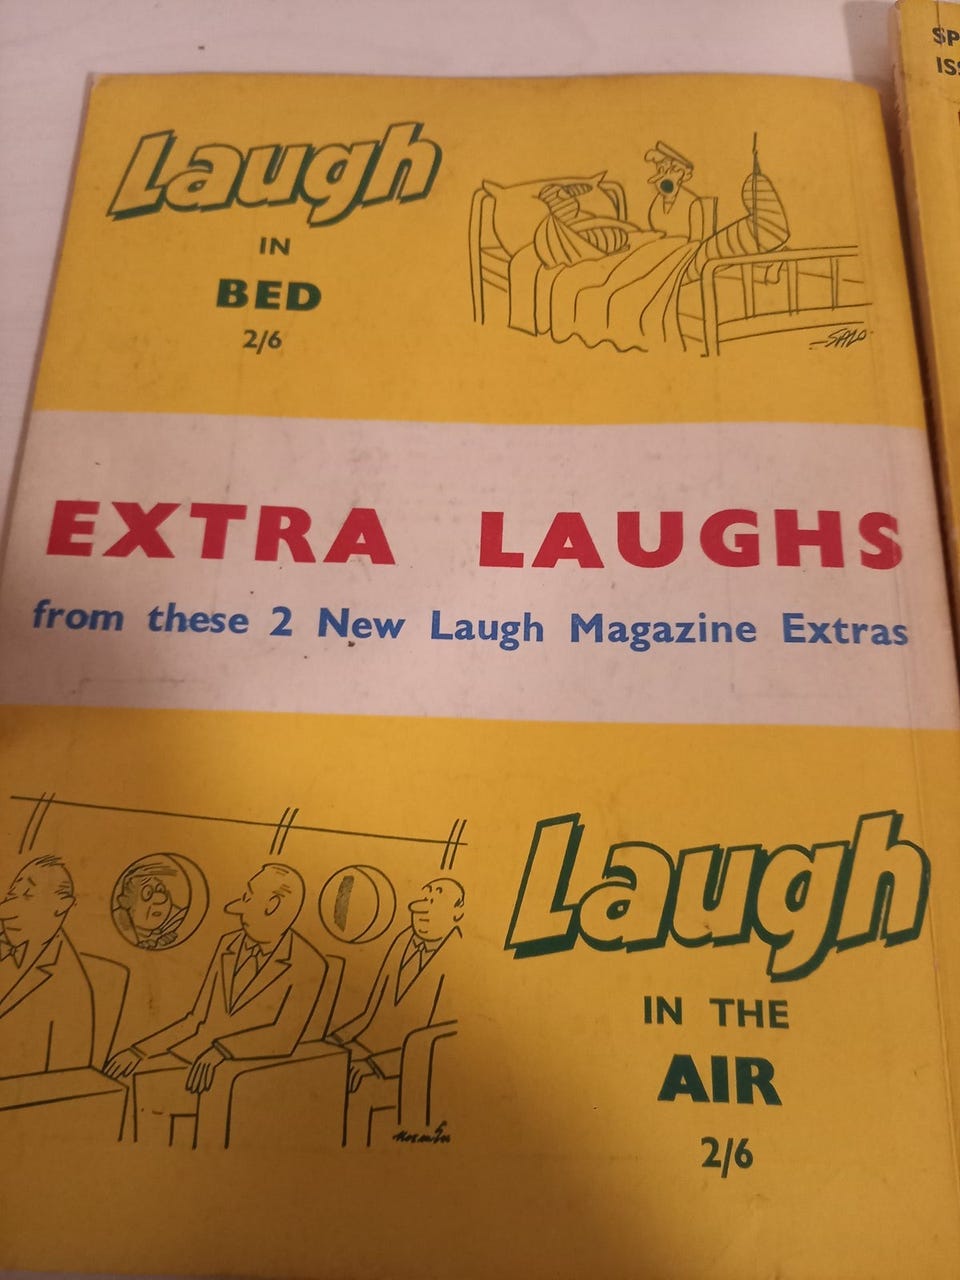 Laugh
IN
BED
2/6
EXTRA LAUGHS
from these 2 New Laugh Magazine Extras
Laugh
IN THE
AIR
2/6